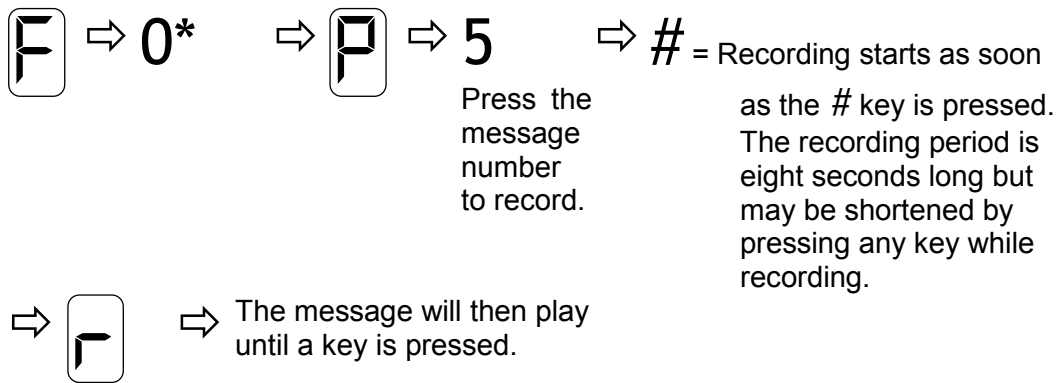 F ⇨ 0* ⇨ P ⇨ 5 ⇨ # = Recording starts as soon
Press the
message
number
to record.
as the # key is pressed.
The recording period is
eight seconds long but
may be shortened by
pressing any key while
recording.
⇨ r ⇨ The message will then play
until a key is pressed.